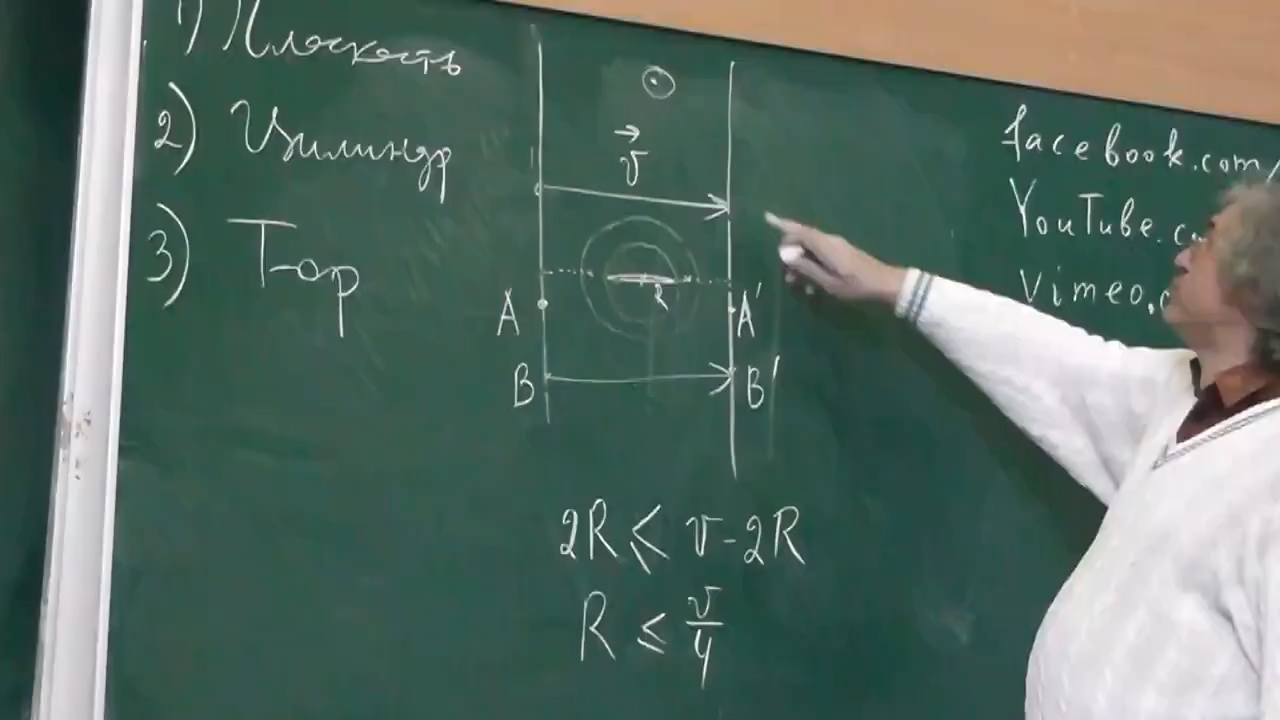 1) Плоскость
2) Цилиндр
3) Тор
v⃗
R
A
A'
B
B'
2R ≤ v - 2R
R ≤ v/4
facebook.com/
YouTube.c
vimeo.c